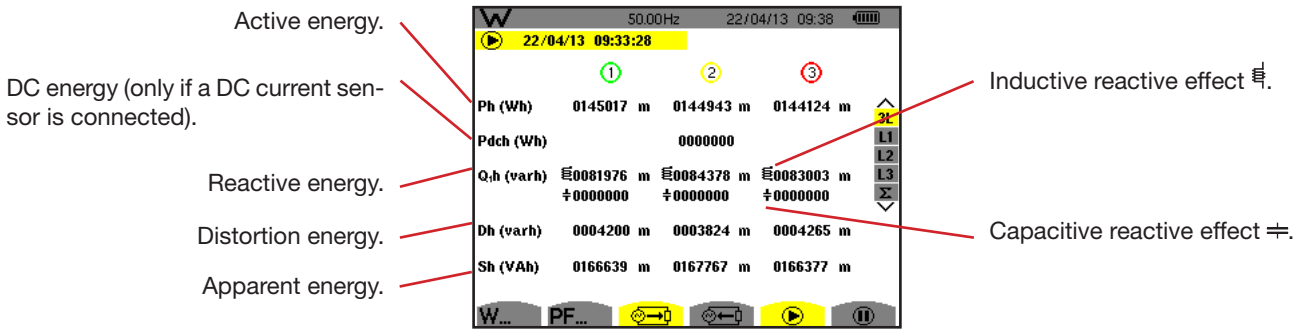 Active energy.
DC energy (only if a DC current sen-
sor is connected).
Reactive energy.
Distortion energy.
Apparent energy.
W 50.00Hz 22/04/13 09:38
22/04/13 09:33:28
1 2 3
Ph (Wh) 0145017 m 0144943 m 0144124 m
Pdch (Wh) 0000000
Q₁h (varh) 0081976 m 0084378 m 0083003 m
0000000 0000000 0000000
Dh (varh) 0004200 m 0003824 m 0004265 m
Sh (VAh) 0166639 m 0167767 m 0166377 m
3L
L1
L2
L3
Σ
W... PF...
Inductive reactive effect .
Capacitive reactive effect .